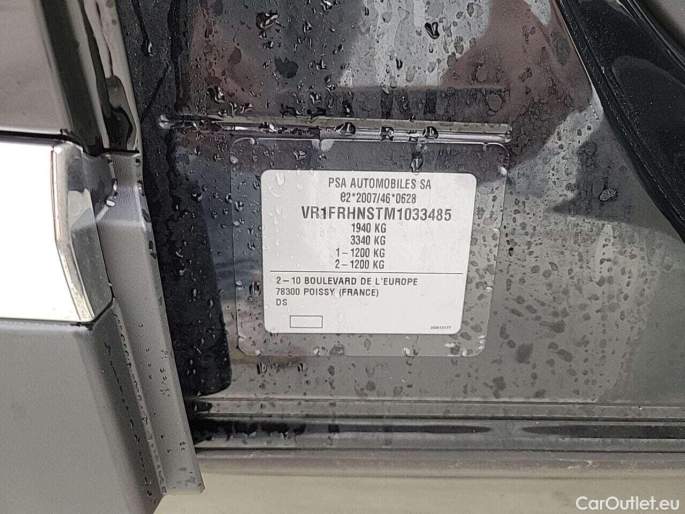 PSA AUTOMOBILES SA
e2*2007/46*0628
VR1FRHNSTM1033485
1940 KG
3340 KG
1-1200 KG
2-1200 KG
2-10 BOULEVARD DE L'EUROPE
78300 POISSY (FRANCE)
DS
CarOutlet.eu